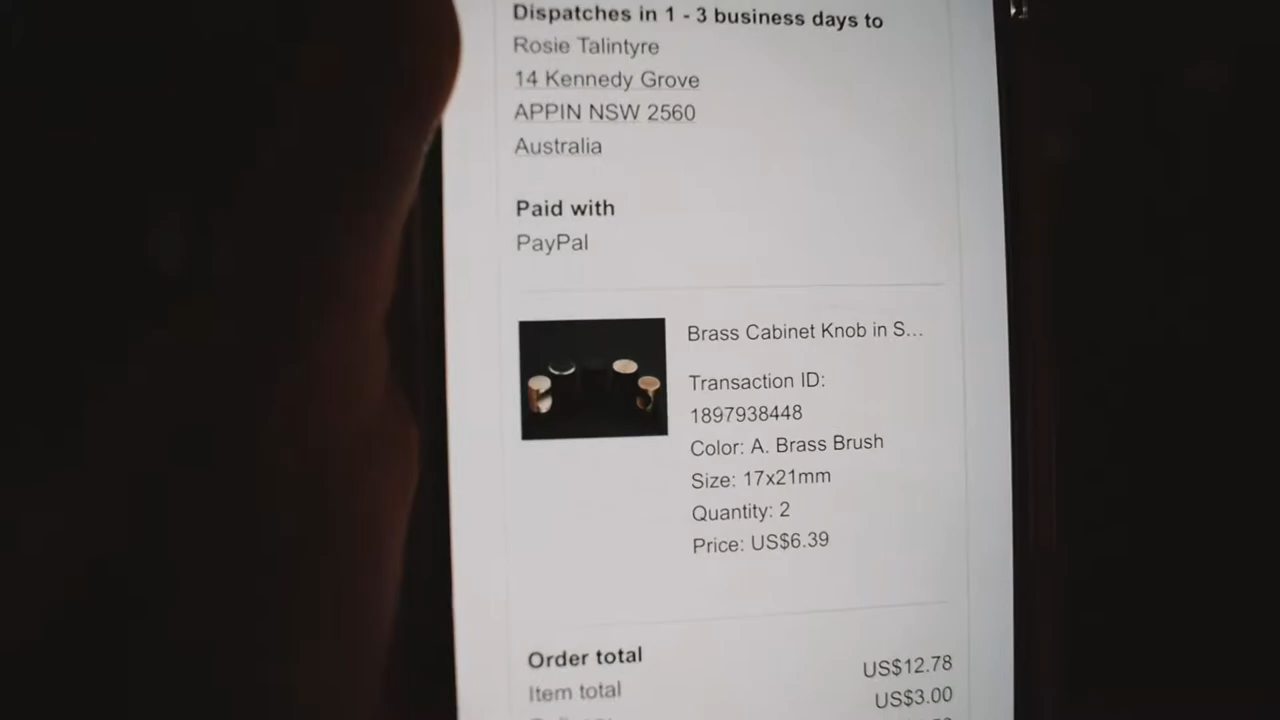 Dispatches in 1 - 3 business days to
Rosie Talintyre
14 Kennedy Grove
APPIN NSW 2560
Australia
Paid with
PayPal
Brass Cabinet Knob in S...
Transaction ID:
1897938448
Color: A. Brass Brush
Size: 17x21mm
Quantity: 2
Price: US$6.39
Order total
Item total US$12.78
US$3.00